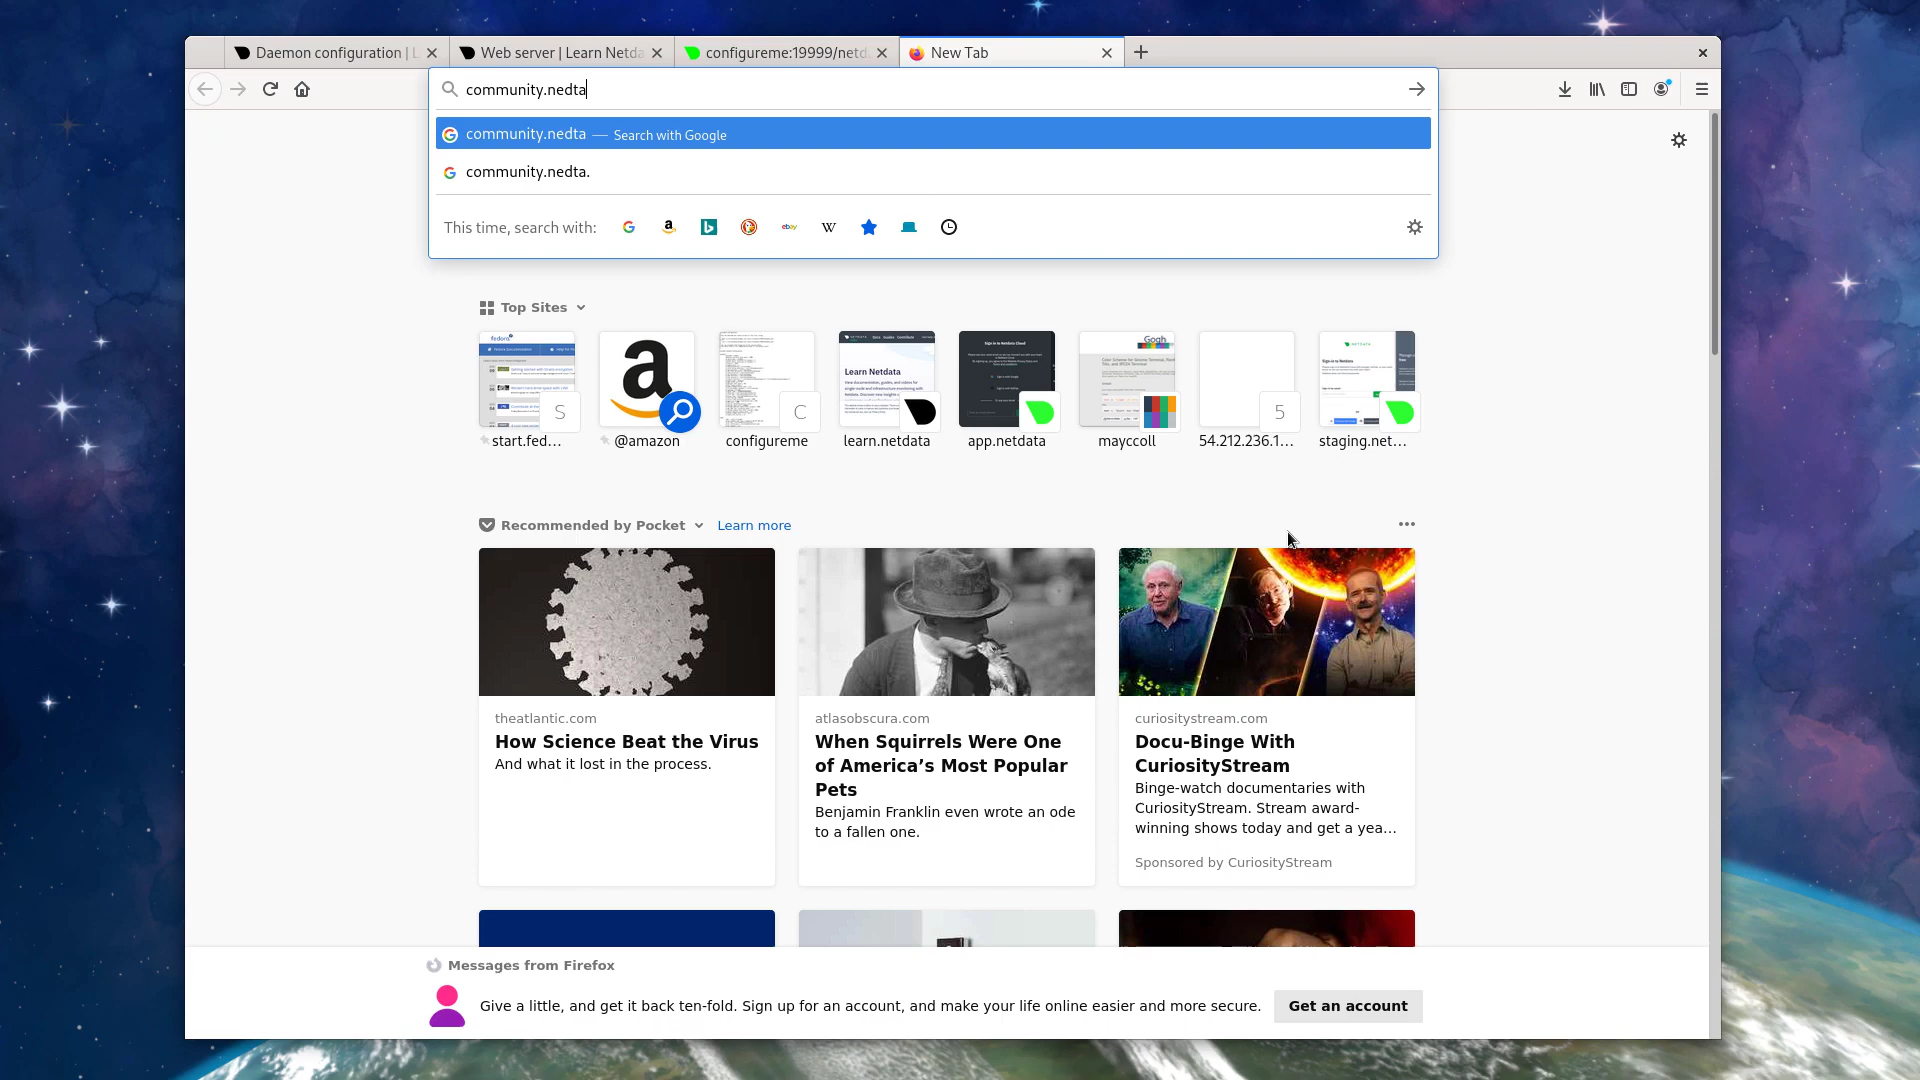 Daemon configuration | L
Web server | Learn Netda
configureme:19999/netd
New Tab
community.nedta
community.nedta — Search with Google
community.nedta.
This time, search with:
Top Sites
S
C
Learn Netdata
Gogh
5
start.fed…
@amazon
configureme
learn.netdata
app.netdata
mayccoll
54.212.236.1…
staging.net…
Recommended by Pocket
Learn more
theatlantic.com
How Science Beat the Virus
And what it lost in the process.
atlasobscura.com
When Squirrels Were One
of America’s Most Popular
Pets
Benjamin Franklin even wrote an ode
to a fallen one.
curiositystream.com
Docu-Binge With
CuriosityStream
Binge-watch documentaries with
CuriosityStream. Stream award-
winning shows today and get a yea…
Sponsored by CuriosityStream
Messages from Firefox
Give a little, and get it back ten-fold. Sign up for an account, and make your life online easier and more secure.
Get an account